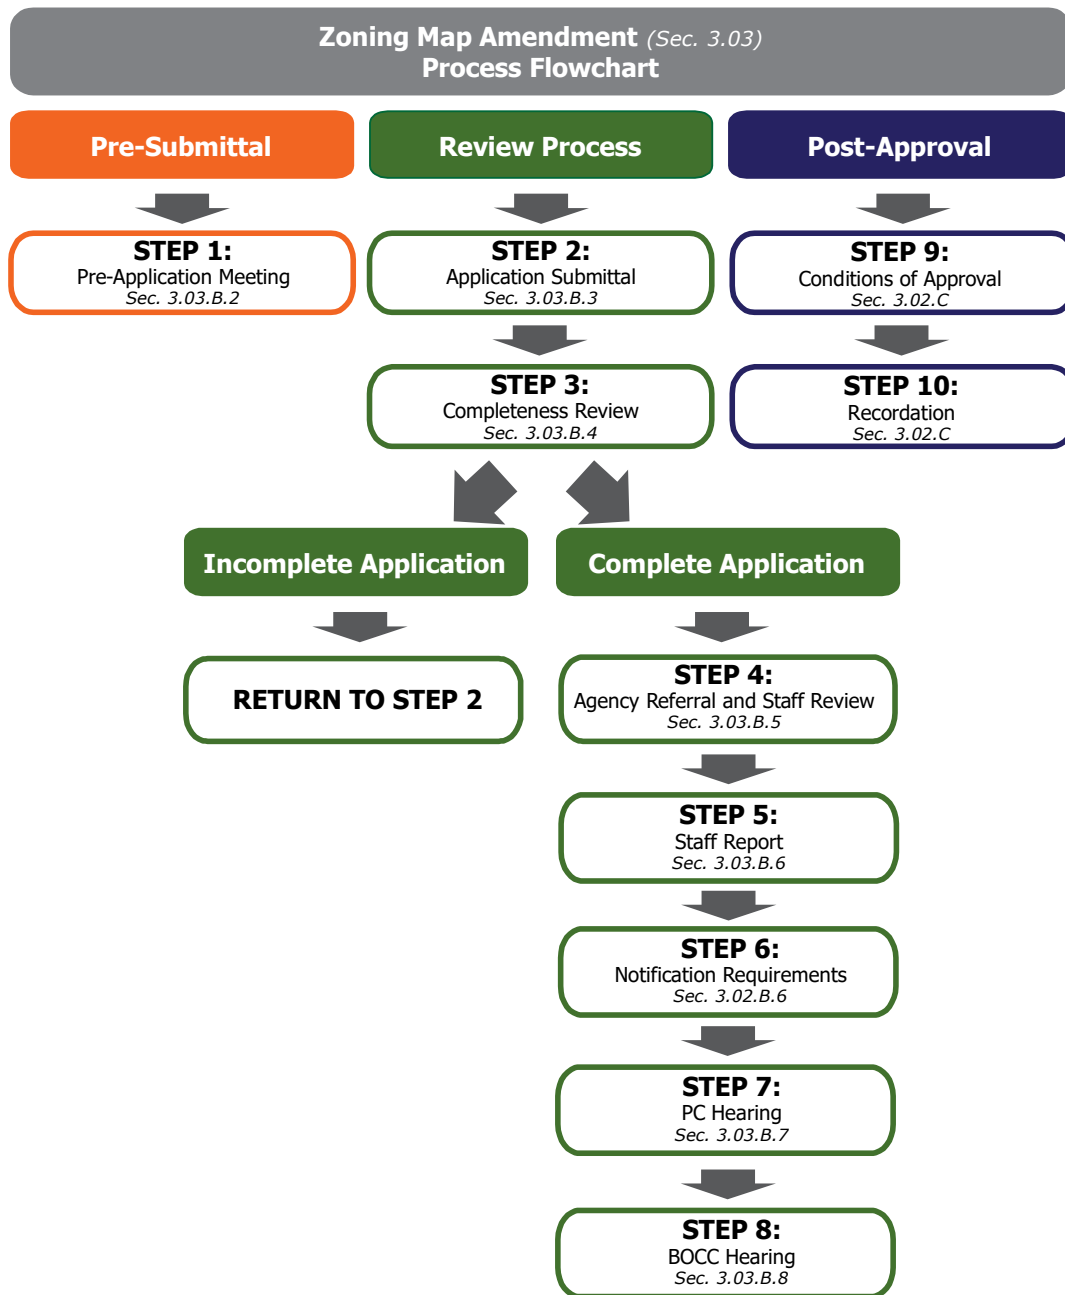 Zoning Map Amendment (Sec. 3.03)
Process Flowchart
Pre-Submittal
Review Process
Post-Approval
STEP 1:
Pre-Application Meeting
Sec. 3.03.B.2
STEP 2:
Application Submittal
Sec. 3.03.B.3
STEP 9:
Conditions of Approval
Sec. 3.02.C
STEP 3:
Completeness Review
Sec. 3.03.B.4
STEP 10:
Recordation
Sec. 3.02.C
Incomplete Application
Complete Application
RETURN TO STEP 2
STEP 4:
Agency Referral and Staff Review
Sec. 3.03.B.5
STEP 5:
Staff Report
Sec. 3.03.B.6
STEP 6:
Notification Requirements
Sec. 3.02.B.6
STEP 7:
PC Hearing
Sec. 3.03.B.7
STEP 8:
BOCC Hearing
Sec. 3.03.B.8